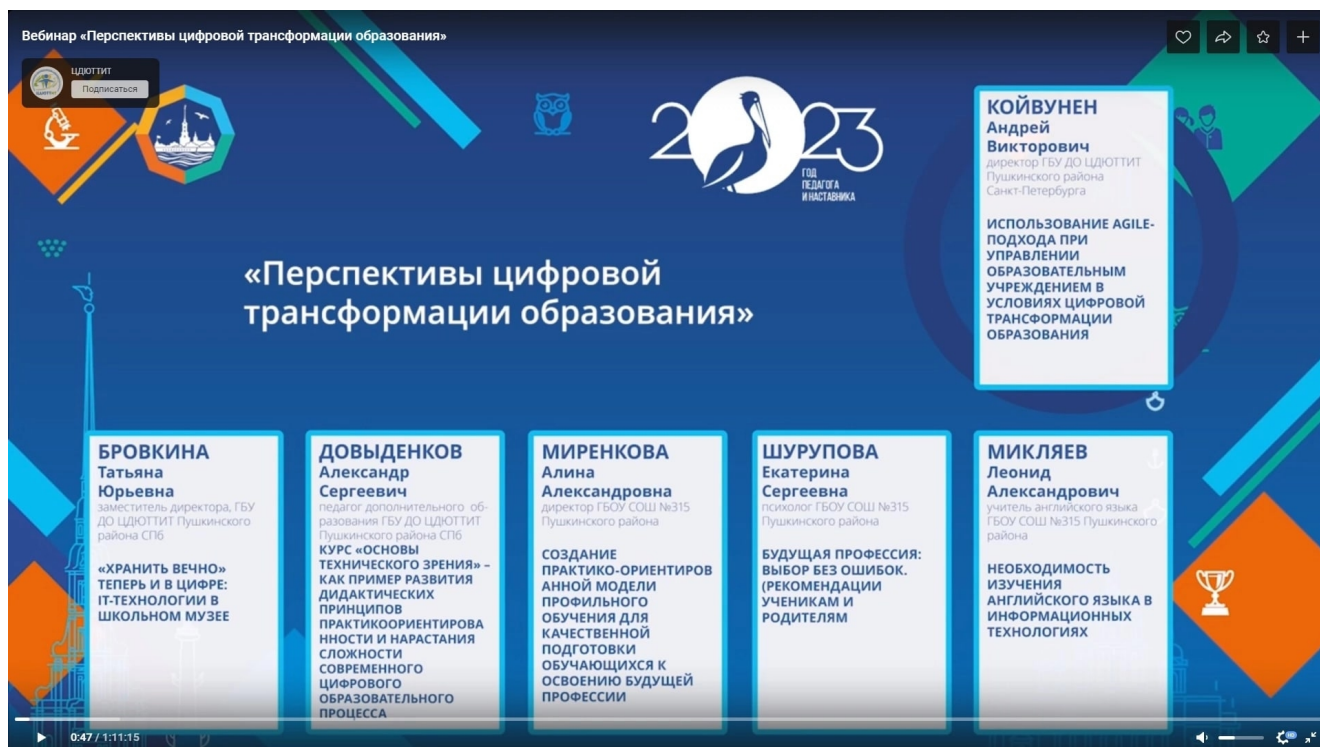 Вебинар «Перспективы цифровой трансформации образования»
ЦДЮТТИТ
Подписаться
2023
ГОД
ПЕДАГОГА
И НАСТАВНИКА
«Перспективы цифровой
трансформации образования»
КОЙВУНЕН
Андрей
Викторович
директор ГБУ ДО ЦДЮТТИТ
Пушкинского района
Санкт-Петербурга
ИСПОЛЬЗОВАНИЕ AGILE-
ПОДХОДА ПРИ
УПРАВЛЕНИИ
ОБРАЗОВАТЕЛЬНЫМ
УЧРЕЖДЕНИЕМ В
УСЛОВИЯХ ЦИФРОВОЙ
ТРАНСФОРМАЦИИ
ОБРАЗОВАНИЯ
БРОВКИНА
Татьяна
Юрьевна
заместитель директора, ГБУ
ДО ЦДЮТТИТ Пушкинского
района СПб
«ХРАНИТЬ ВЕЧНО»
ТЕПЕРЬ И В ЦИФРЕ:
IT-ТЕХНОЛОГИИ В
ШКОЛЬНОМ МУЗЕЕ
ДОВЫДЕНКОВ
Александр
Сергеевич
педагог дополнительного об-
разования ГБУ ДО ЦДЮТТИТ
Пушкинского района СПб
КУРС «ОСНОВЫ
ТЕХНИЧЕСКОГО ЗРЕНИЯ» –
КАК ПРИМЕР РАЗВИТИЯ
ДИДАКТИЧЕСКИХ
ПРИНЦИПОВ
ПРАКТИКООРИЕНТИРОВА
ННОСТИ И НАРАСТАНИЯ
СЛОЖНОСТИ
СОВРЕМЕННОГО
ЦИФРОВОГО
ОБРАЗОВАТЕЛЬНОГО
ПРОЦЕССА
МИРЕНКОВА
Алина
Александровна
директор ГБОУ СОШ №315
Пушкинского района
СОЗДАНИЕ
ПРАКТИКО-ОРИЕНТИРОВ
АННОЙ МОДЕЛИ
ПРОФИЛЬНОГО
ОБУЧЕНИЯ ДЛЯ
КАЧЕСТВЕННОЙ
ПОДГОТОВКИ
ОБУЧАЮЩИХСЯ К
ОСВОЕНИЮ БУДУЩЕЙ
ПРОФЕССИИ
ШУРУПОВА
Екатерина
Сергеевна
психолог ГБОУ СОШ №315
Пушкинского района
БУДУЩАЯ ПРОФЕССИЯ:
ВЫБОР БЕЗ ОШИБОК.
(РЕКОМЕНДАЦИИ
УЧЕНИКАМ И
РОДИТЕЛЯМ
МИКЛЯЕВ
Леонид
Александрович
учитель английского языка
ГБОУ СОШ №315 Пушкинского
района
НЕОБХОДИМОСТЬ
ИЗУЧЕНИЯ
АНГЛИЙСКОГО ЯЗЫКА В
ИНФОРМАЦИОННЫХ
ТЕХНОЛОГИЯХ
0:47 / 1:11:15
HD